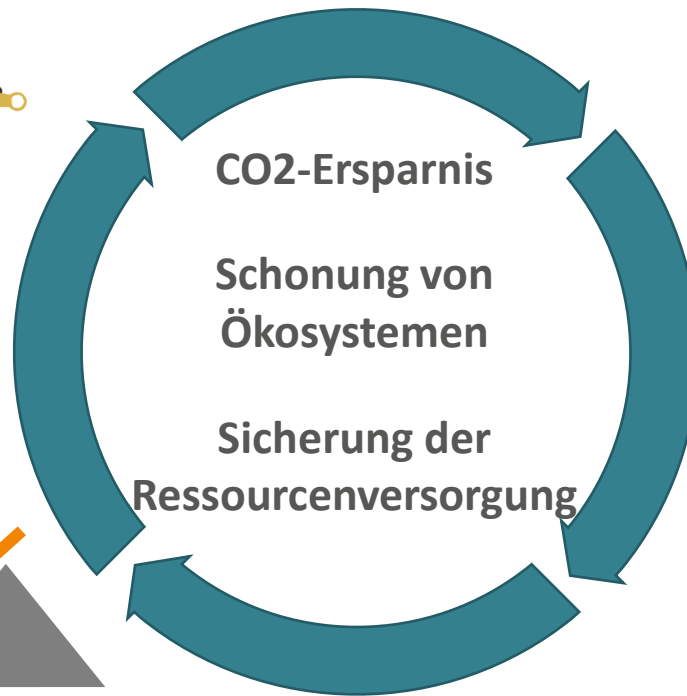 CO2-Ersparnis
Schonung von
Ökosystemen
Sicherung der
Ressourcenversorgung